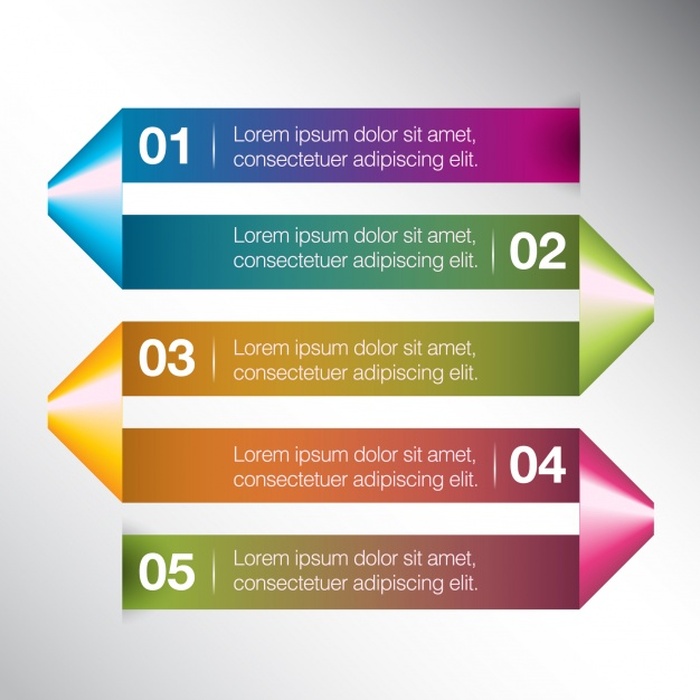 01
Lorem ipsum dolor sit amet,
consectetuer adipiscing elit.
Lorem ipsum dolor sit amet,
consectetuer adipiscing elit.
02
03
Lorem ipsum dolor sit amet,
consectetuer adipiscing elit.
Lorem ipsum dolor sit amet,
consectetuer adipiscing elit.
04
05
Lorem ipsum dolor sit amet,
consectetuer adipiscing elit.